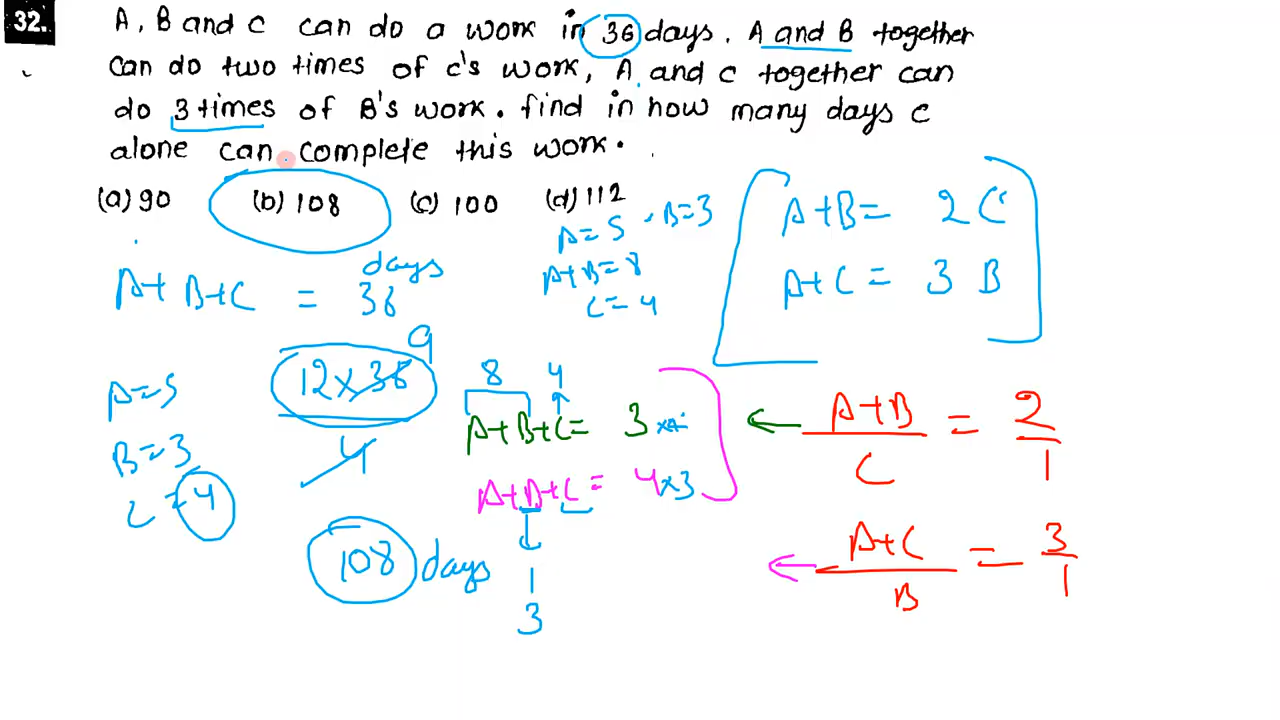 32. A, B and C can do a work in 36 days. A and B together
can do two times of c's work, A and C together can
do 3 times of B's work. find in how many days C
alone can complete this work.
(a) 90 (b) 108 (c) 100 (d) 112
A=5 B=3
A+B=8
C=4
A+B= 2C
A+C= 3 B
A+B+C = 36 days
12×36 9
4
A=5
B=3
C=4
8 4
A+B+C= 3×4
A+B+C= 4×3
1
3
108 days
A+B/C = 2/1
A+C/B = 3/1